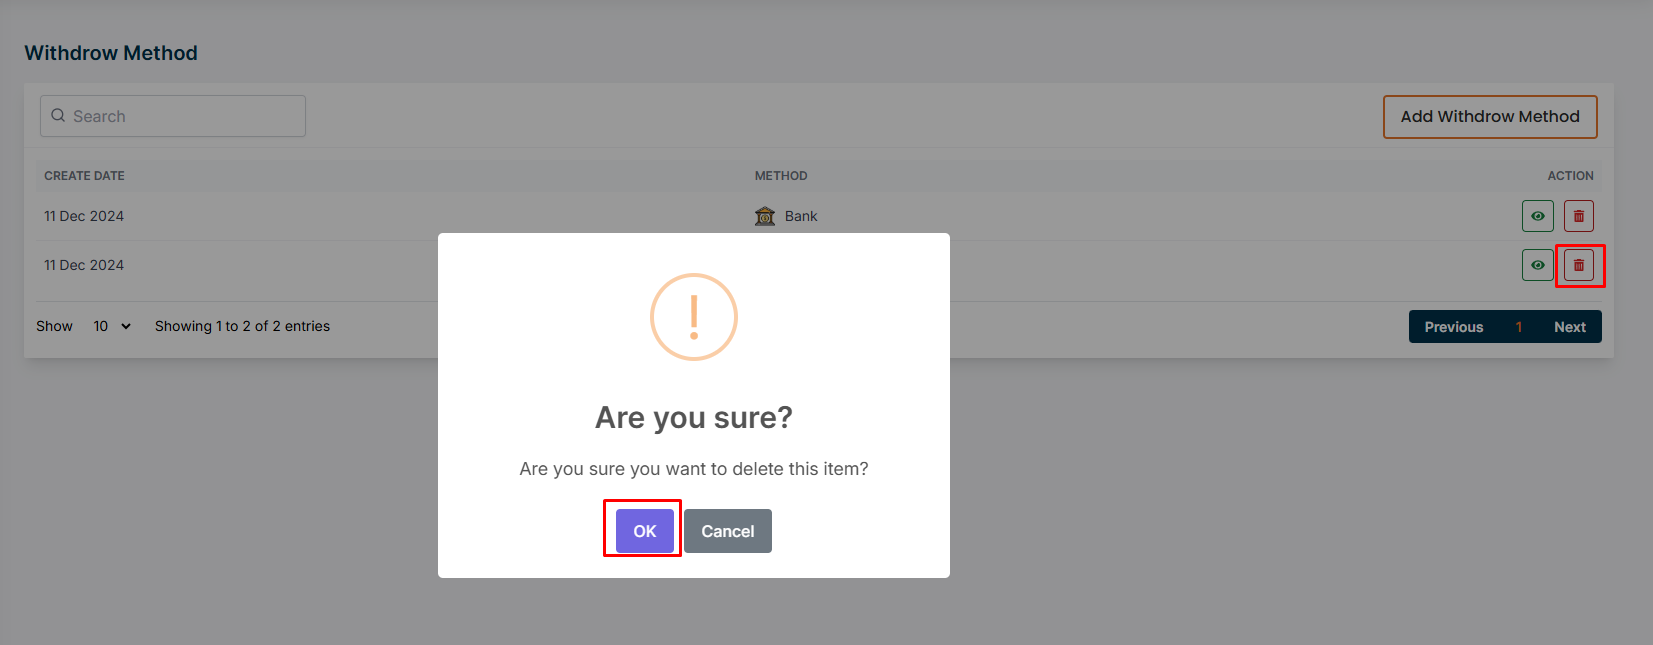 Withdrow Method
Search
Add Withdrow Method
CREATE DATE METHOD ACTION
11 Dec 2024 Bank
11 Dec 2024
Show 10 Showing 1 to 2 of 2 entries Previous 1 Next
Are you sure?
Are you sure you want to delete this item?
OK Cancel